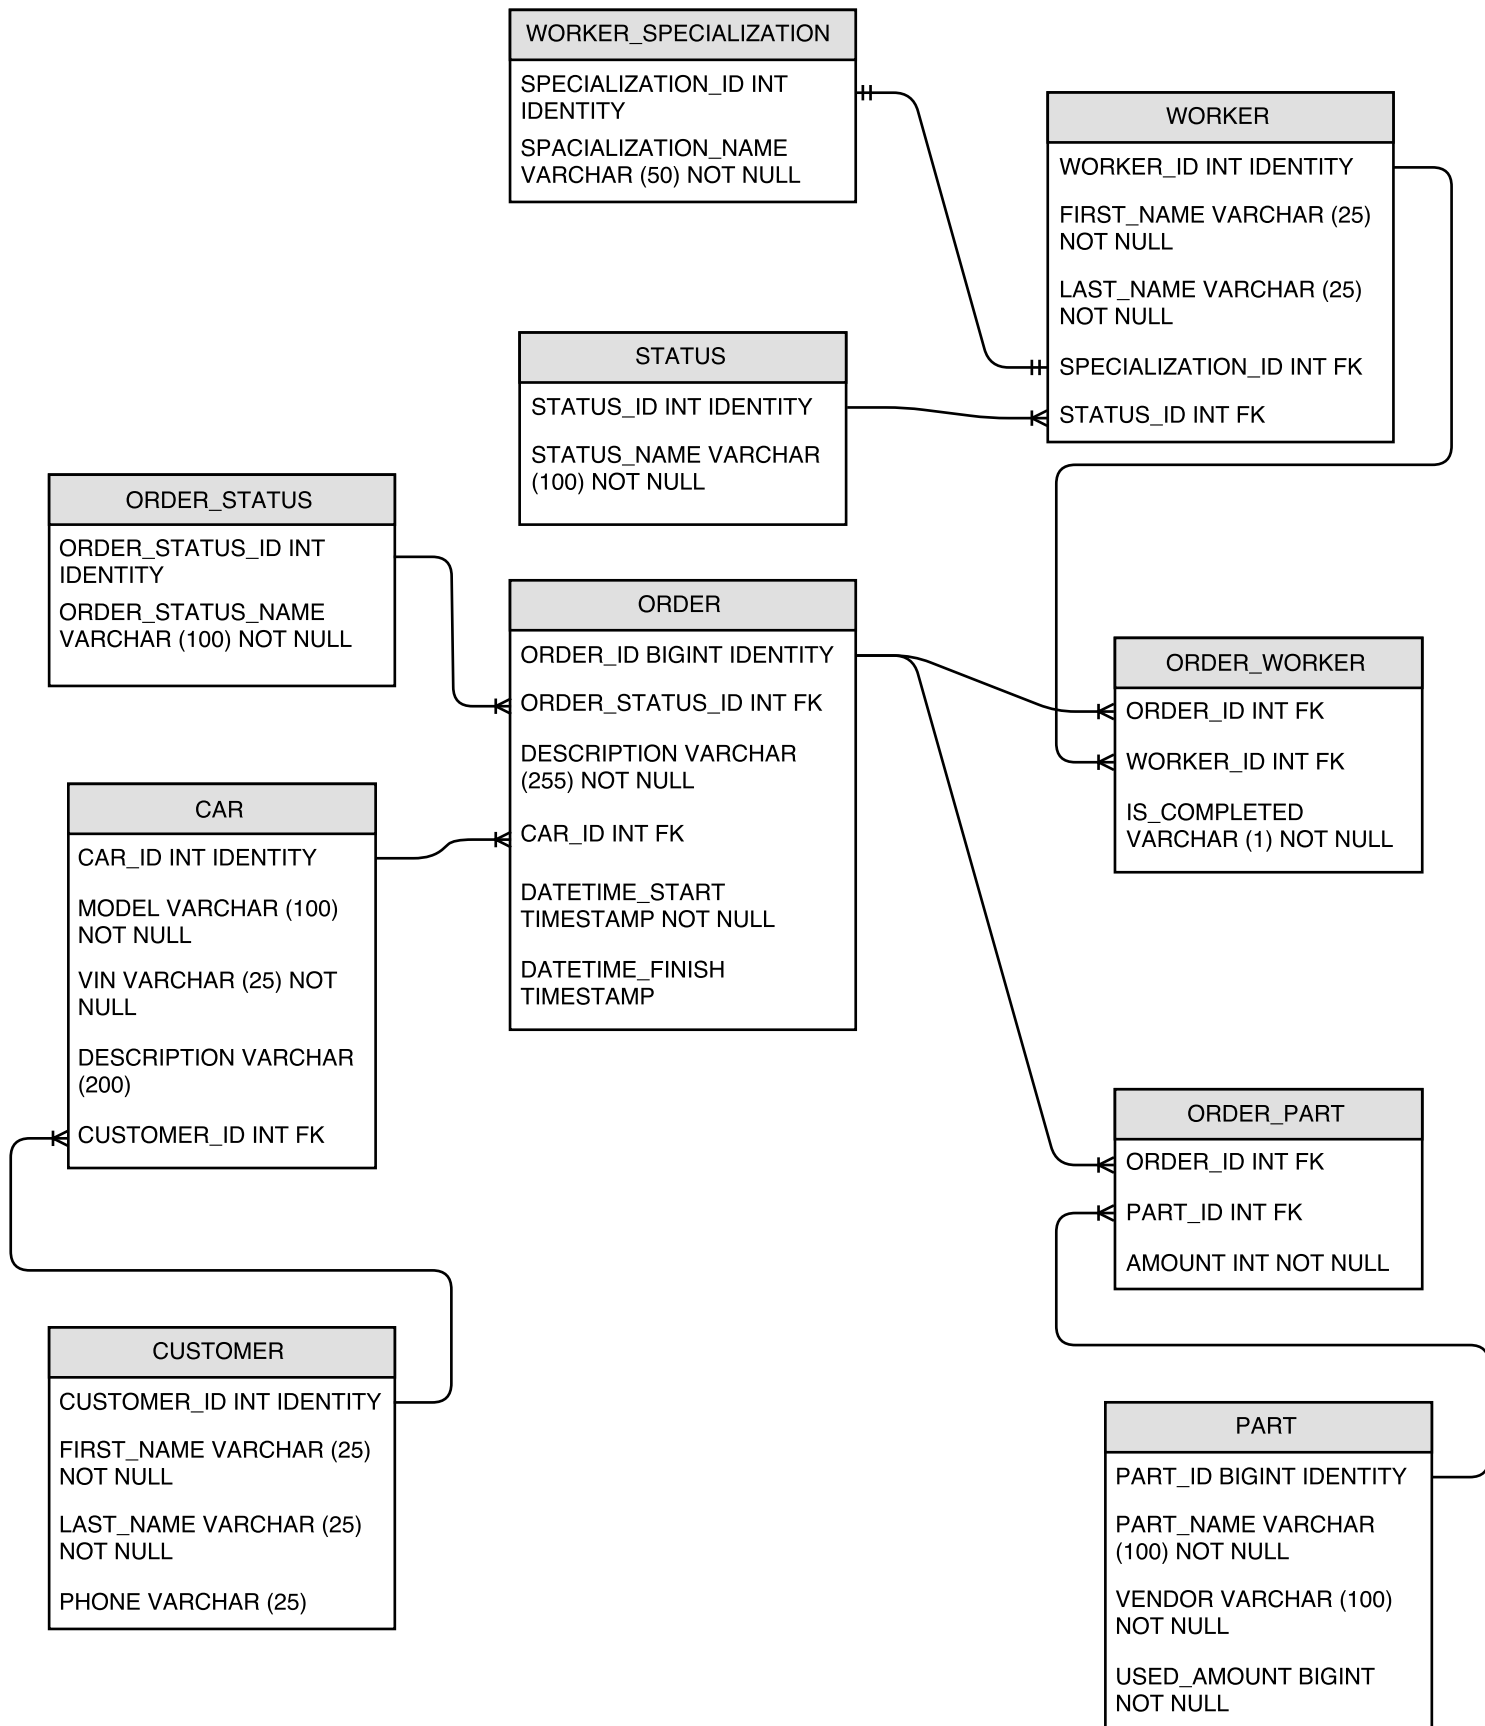 WORKER_SPECIALIZATION
SPECIALIZATION_ID INT
IDENTITY
SPACIALIZATION_NAME
VARCHAR (50) NOT NULL
WORKER
WORKER_ID INT IDENTITY
FIRST_NAME VARCHAR (25)
NOT NULL
LAST_NAME VARCHAR (25)
NOT NULL
SPECIALIZATION_ID INT FK
STATUS_ID INT FK
STATUS
STATUS_ID INT IDENTITY
STATUS_NAME VARCHAR
(100) NOT NULL
ORDER_STATUS
ORDER_STATUS_ID INT
IDENTITY
ORDER_STATUS_NAME
VARCHAR (100) NOT NULL
ORDER
ORDER_ID BIGINT IDENTITY
ORDER_STATUS_ID INT FK
DESCRIPTION VARCHAR
(255) NOT NULL
CAR_ID INT FK
DATETIME_START
TIMESTAMP NOT NULL
DATETIME_FINISH
TIMESTAMP
ORDER_WORKER
ORDER_ID INT FK
WORKER_ID INT FK
IS_COMPLETED
VARCHAR (1) NOT NULL
CAR
CAR_ID INT IDENTITY
MODEL VARCHAR (100)
NOT NULL
VIN VARCHAR (25) NOT
NULL
DESCRIPTION VARCHAR
(200)
CUSTOMER_ID INT FK
ORDER_PART
ORDER_ID INT FK
PART_ID INT FK
AMOUNT INT NOT NULL
CUSTOMER
CUSTOMER_ID INT IDENTITY
FIRST_NAME VARCHAR (25)
NOT NULL
LAST_NAME VARCHAR (25)
NOT NULL
PHONE VARCHAR (25)
PART
PART_ID BIGINT IDENTITY
PART_NAME VARCHAR
(100) NOT NULL
VENDOR VARCHAR (100)
NOT NULL
USED_AMOUNT BIGINT
NOT NULL